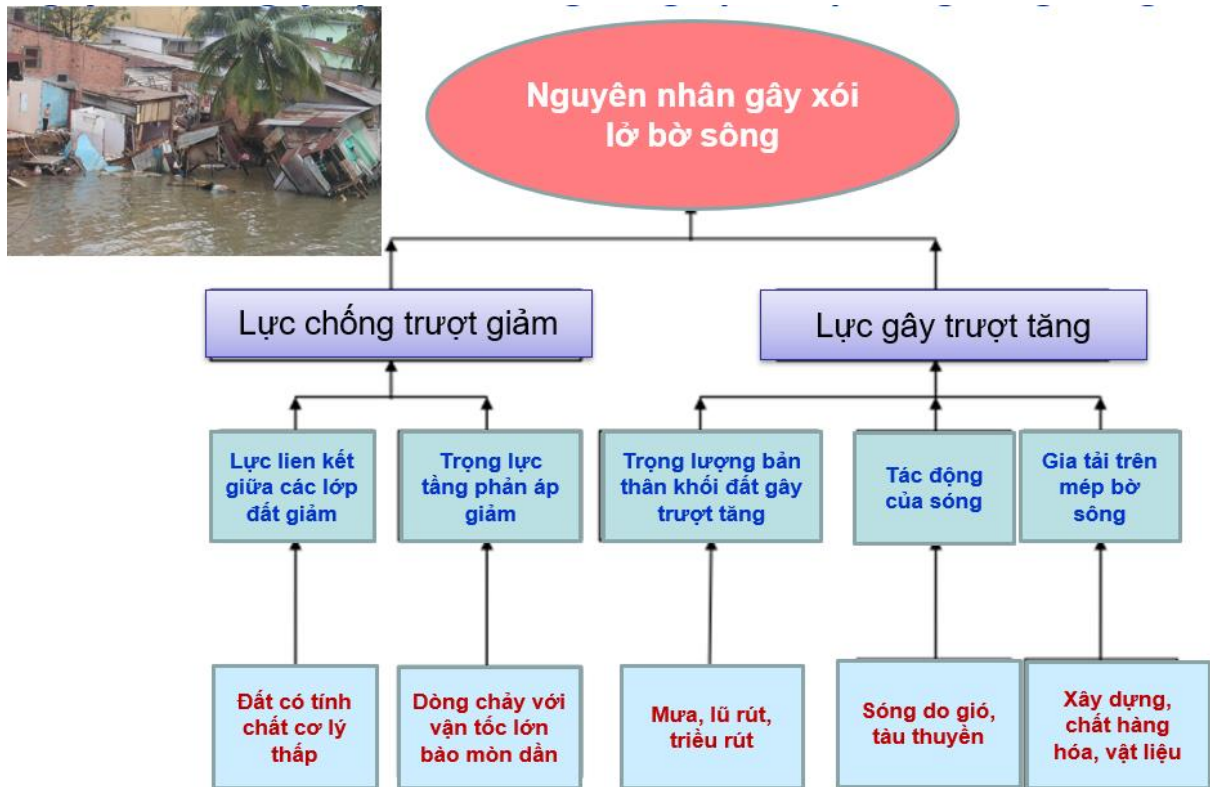 Nguyên nhân gây xói
lở bờ sông
Lực chống trượt giảm
Lực gây trượt tăng
Lực lien kết
giữa các lớp
đất giảm
Trọng lực
tầng phản áp
giảm
Trọng lượng bản
thân khối đất gây
trượt tăng
Tác động
của sóng
Gia tải trên
mép bờ
sông
Đất có tính
chất cơ lý
thấp
Dòng chảy với
vận tốc lớn
bào mòn dần
Mưa, lũ rút,
triều rút
Sóng do gió,
tàu thuyền
Xây dựng,
chất hàng
hóa, vật liệu